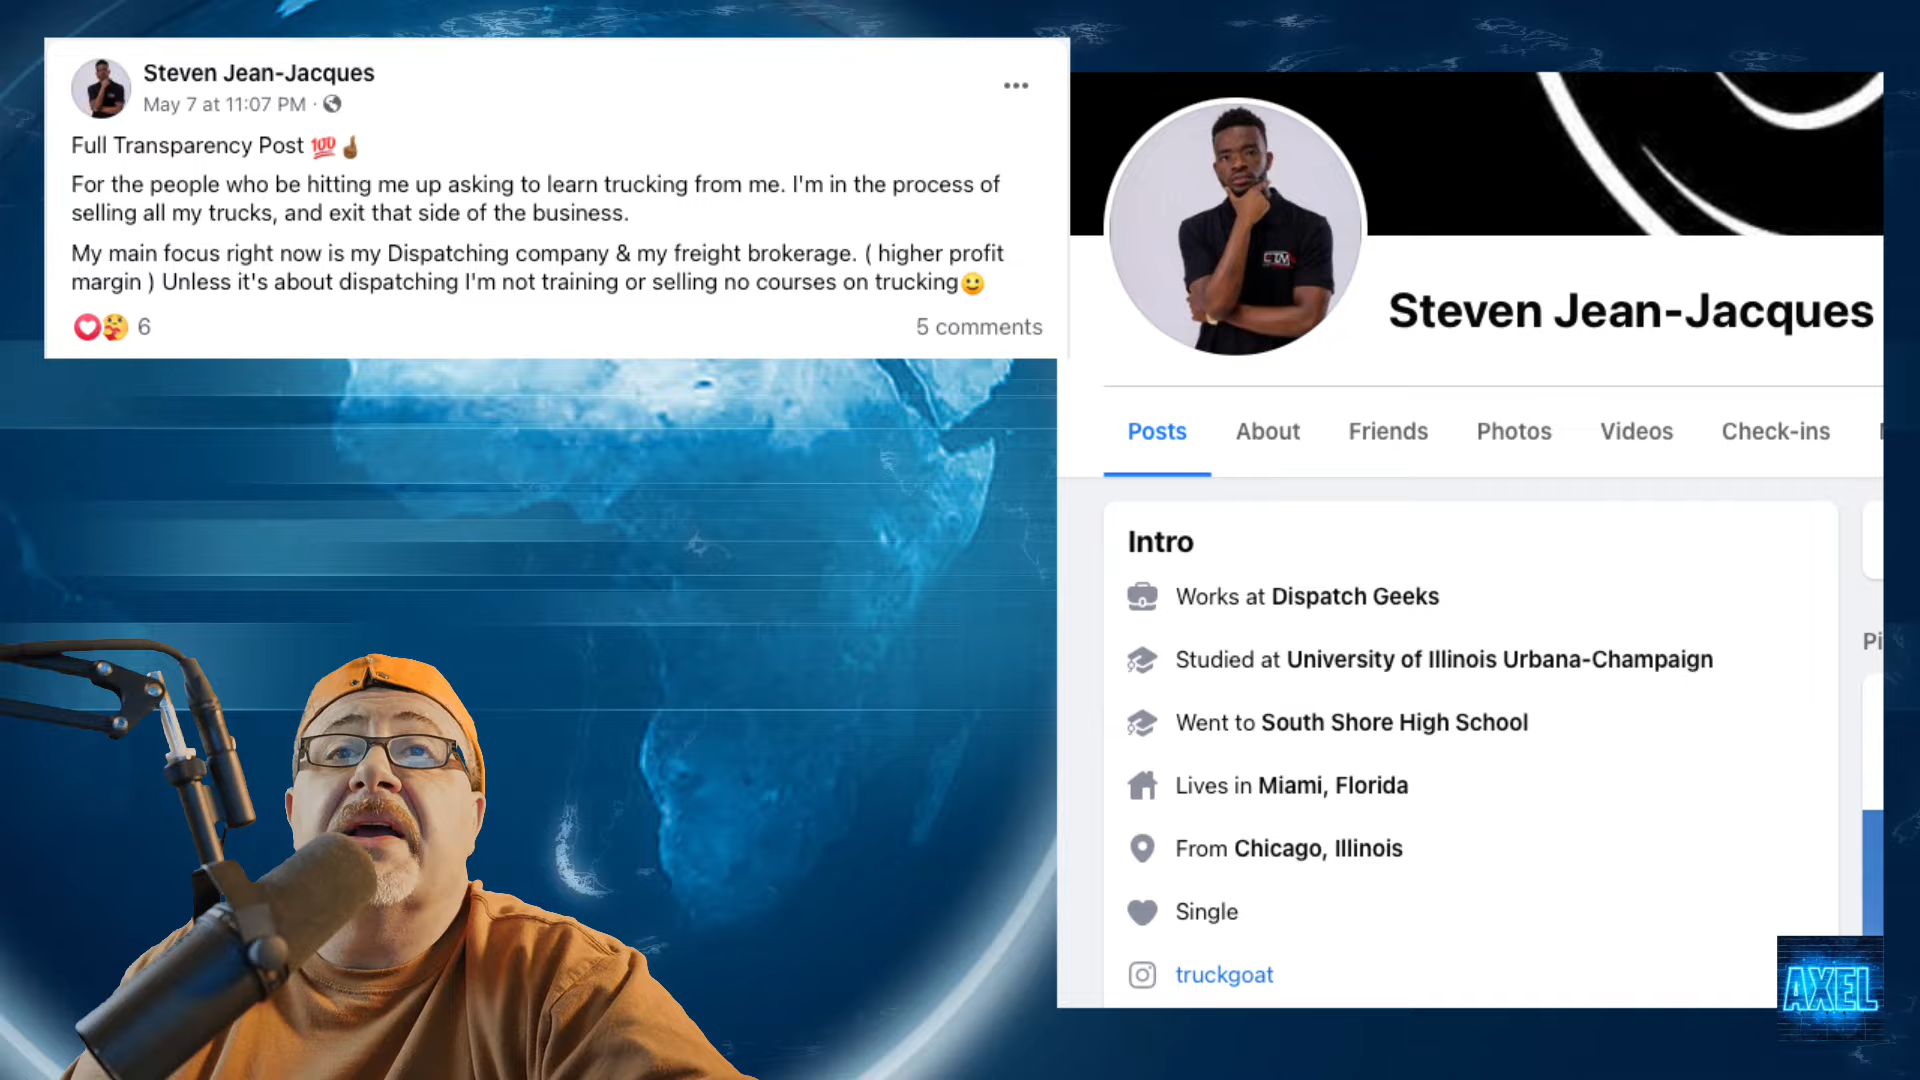 Steven Jean-Jacques
May 7 at 11:07 PM ·
Full Transparency Post 💯🤞🏾
For the people who be hitting me up asking to learn trucking from me. I'm in the process of
selling all my trucks, and exit that side of the business.
My main focus right now is my Dispatching company & my freight brokerage. ( higher profit
margin ) Unless it's about dispatching I'm not training or selling no courses on trucking🙂
6
5 comments
Steven Jean-Jacques
Posts About Friends Photos Videos Check-ins
Intro
Works at Dispatch Geeks
Studied at University of Illinois Urbana-Champaign
Went to South Shore High School
Lives in Miami, Florida
From Chicago, Illinois
Single
truckgoat
Pi
AXEL